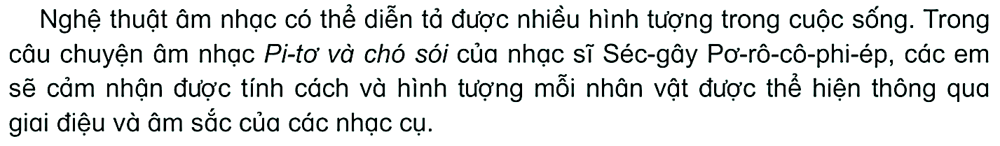 Nghệ thuật âm nhạc có thể diễn tả được nhiều hình tượng trong cuộc sống. Trong
câu chuyện âm nhạc Pi-tơ và chó sói của nhạc sĩ Séc-gây Pơ-rô-cô-phi-ép, các em
sẽ cảm nhận được tính cách và hình tượng mỗi nhân vật được thể hiện thông qua
giai điệu và âm sắc của các nhạc cụ.